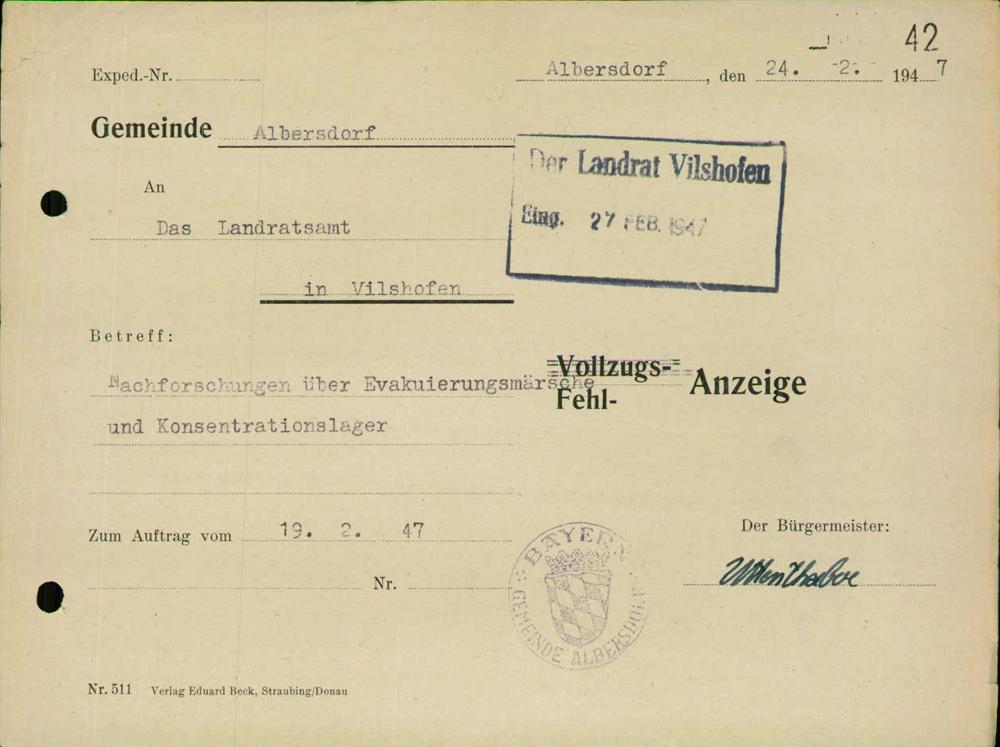 42
Exped.-Nr.
Albersdorf, den 24. -2. 1947
Gemeinde Albersdorf
Der Landrat Vilshofen
Eing. 27 FEB. 1947
An
Das Landratsamt
in Vilshofen
Betreff:
Nachforschungen über Evakuierungsmärsche
und Konsentrationslager
Vollzugs-
Fehl-
Anzeige
Zum Auftrag vom 19. 2. 47
Nr.
BAYERN
GEMEINDE ALBERSDORF
Der Bürgermeister:
Nr. 511 Verlag Eduard Beck, Straubing/Donau